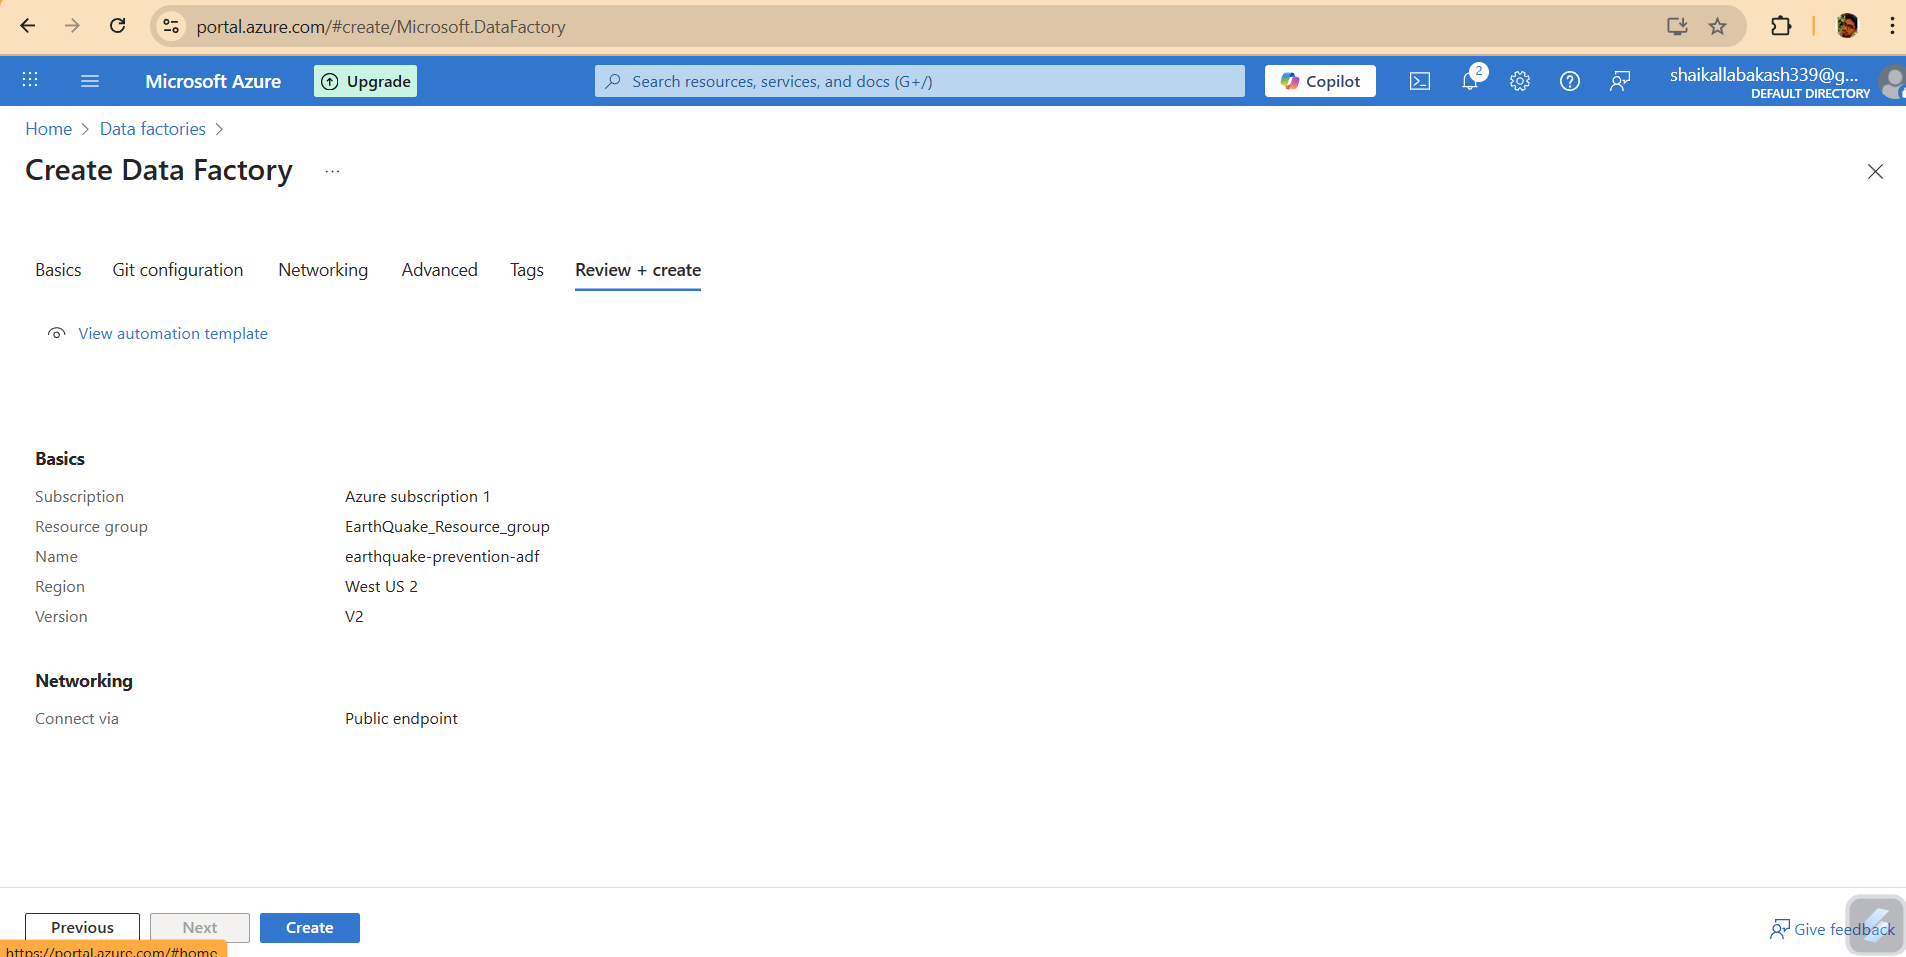 portal.azure.com/#create/Microsoft.DataFactory
Microsoft Azure
Upgrade
Search resources, services, and docs (G+/)
Copilot
2
shaikallabakash339@g...
DEFAULT DIRECTORY
Home > Data factories >
Create Data Factory ...
Basics Git configuration Networking Advanced Tags Review + create
View automation template
Basics
Subscription Azure subscription 1
Resource group EarthQuake_Resource_group
Name earthquake-prevention-adf
Region West US 2
Version V2
Networking
Connect via Public endpoint
Previous Next Create
Give feedback
https://portal.azure.com/#home